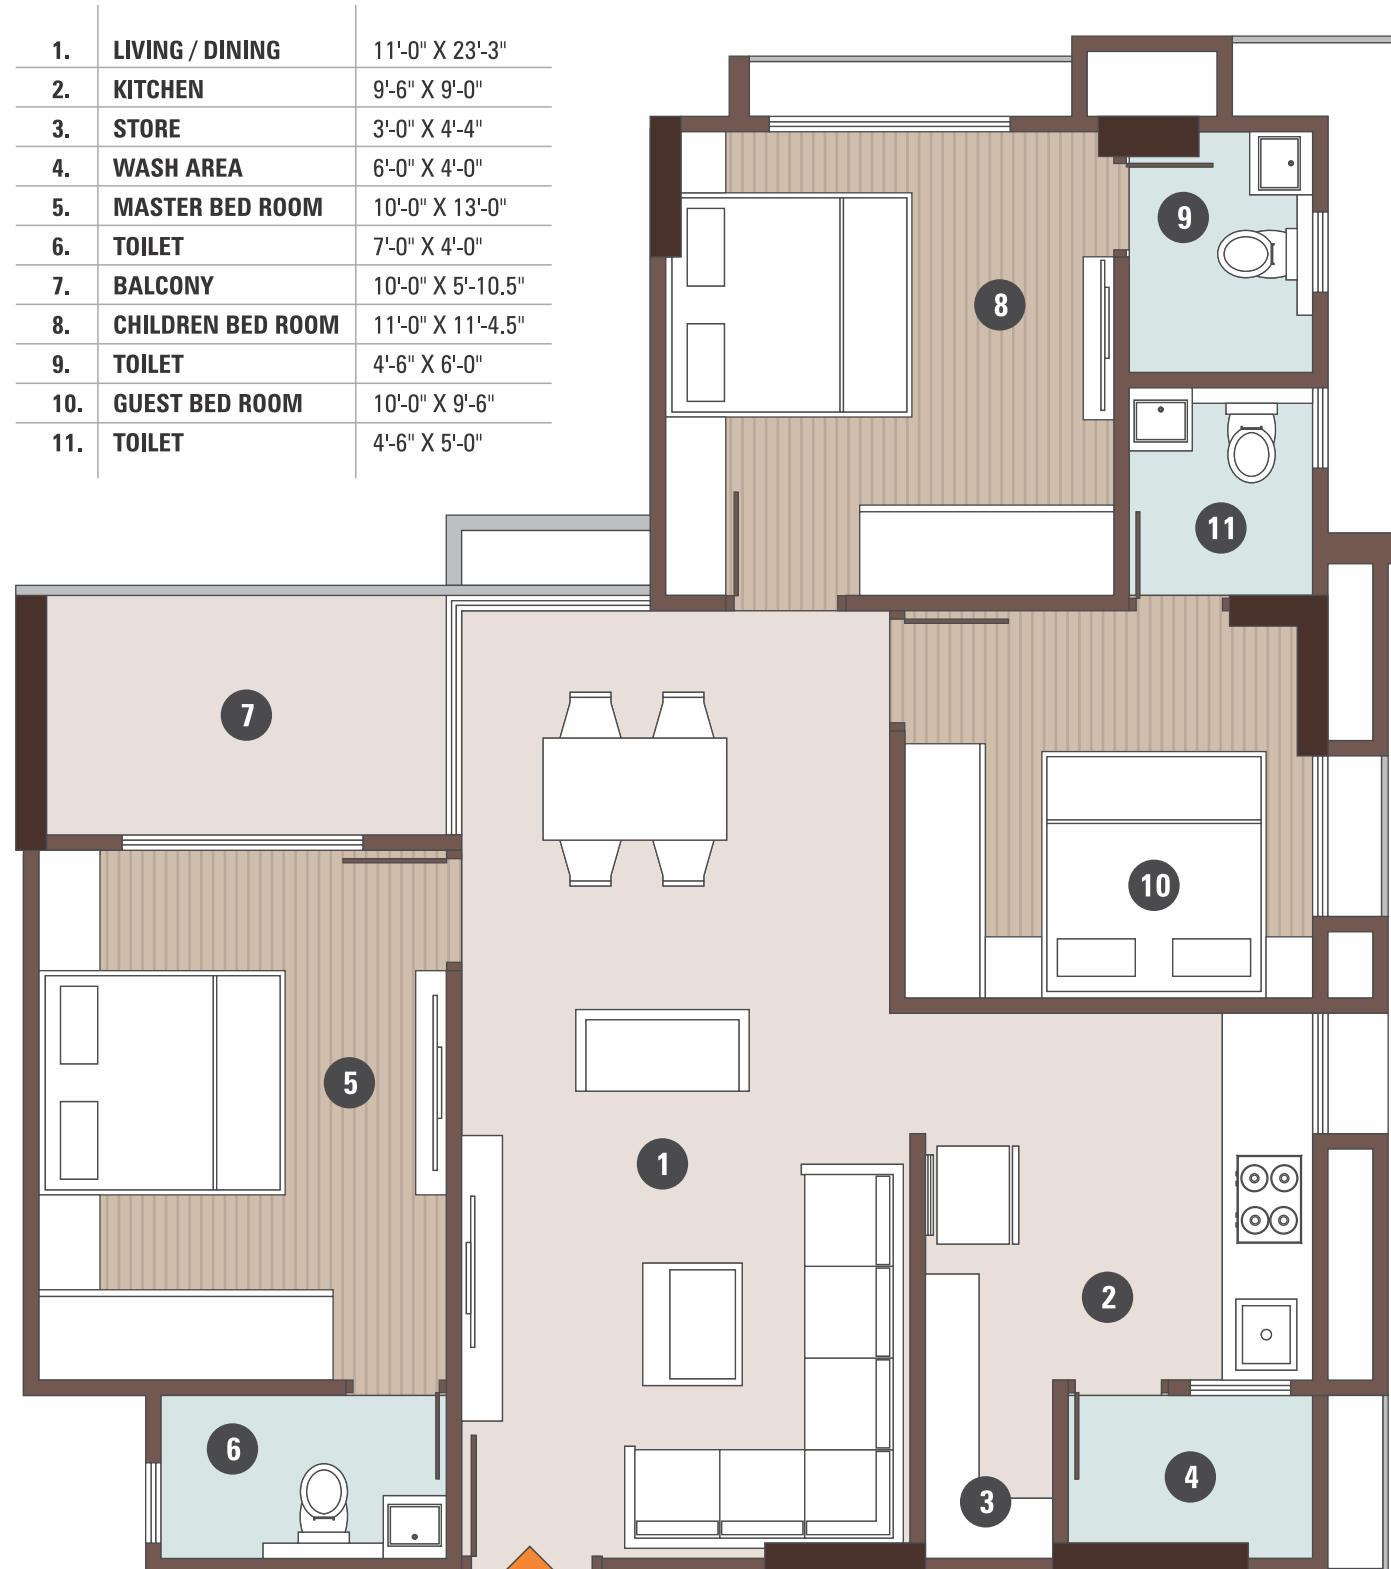 1. LIVING / DINING 11'-0" X 23'-3"
2. KITCHEN 9'-6" X 9'-0"
3. STORE 3'-0" X 4'-4"
4. WASH AREA 6'-0" X 4'-0"
5. MASTER BED ROOM 10'-0" X 13'-0"
6. TOILET 7'-0" X 4'-0"
7. BALCONY 10'-0" X 5'-10.5"
8. CHILDREN BED ROOM 11'-0" X 11'-4.5"
9. TOILET 4'-6" X 6'-0"
10. GUEST BED ROOM 10'-0" X 9'-6"
11. TOILET 4'-6" X 5'-0"
9
8
11
7
10
5
1
2
6
4
3